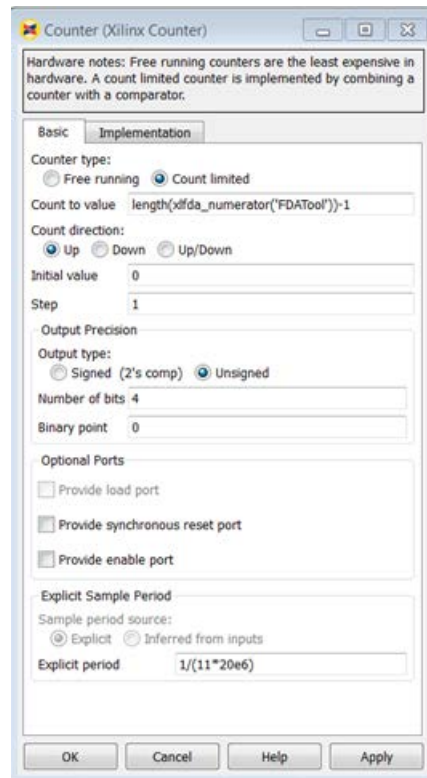 Counter (Xilinx Counter)
Hardware notes: Free running counters are the least expensive in
hardware. A count limited counter is implemented by combining a
counter with a comparator.
Basic Implementation
Counter type:
Free running Count limited
Count to value length(xlfda_numerator('FDATool'))-1
Count direction:
Up Down Up/Down
Initial value 0
Step 1
Output Precision
Output type:
Signed (2's comp) Unsigned
Number of bits 4
Binary point 0
Optional Ports
Provide load port
Provide synchronous reset port
Provide enable port
Explicit Sample Period
Sample period source:
Explicit Inferred from inputs
Explicit period 1/(11*20e6)
OK Cancel Help Apply